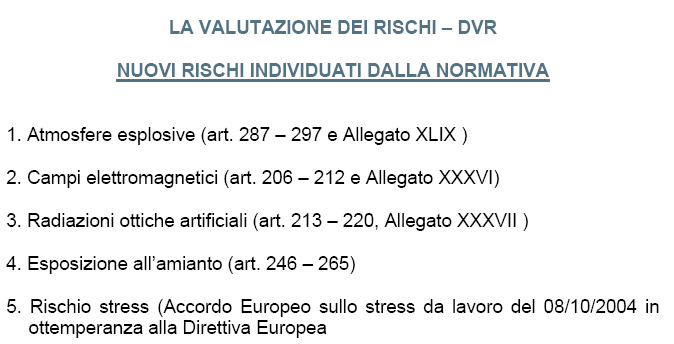 LA VALUTAZIONE DEI RISCHI – DVR
NUOVI RISCHI INDIVIDUATI DALLA NORMATIVA
1. Atmosfere esplosive (art. 287 – 297 e Allegato XLIX )
2. Campi elettromagnetici (art. 206 – 212 e Allegato XXXVI)
3. Radiazioni ottiche artificiali (art. 213 – 220, Allegato XXXVII )
4. Esposizione all’amianto (art. 246 – 265)
5. Rischio stress (Accordo Europeo sullo stress da lavoro del 08/10/2004 in
ottemperanza alla Direttiva Europea